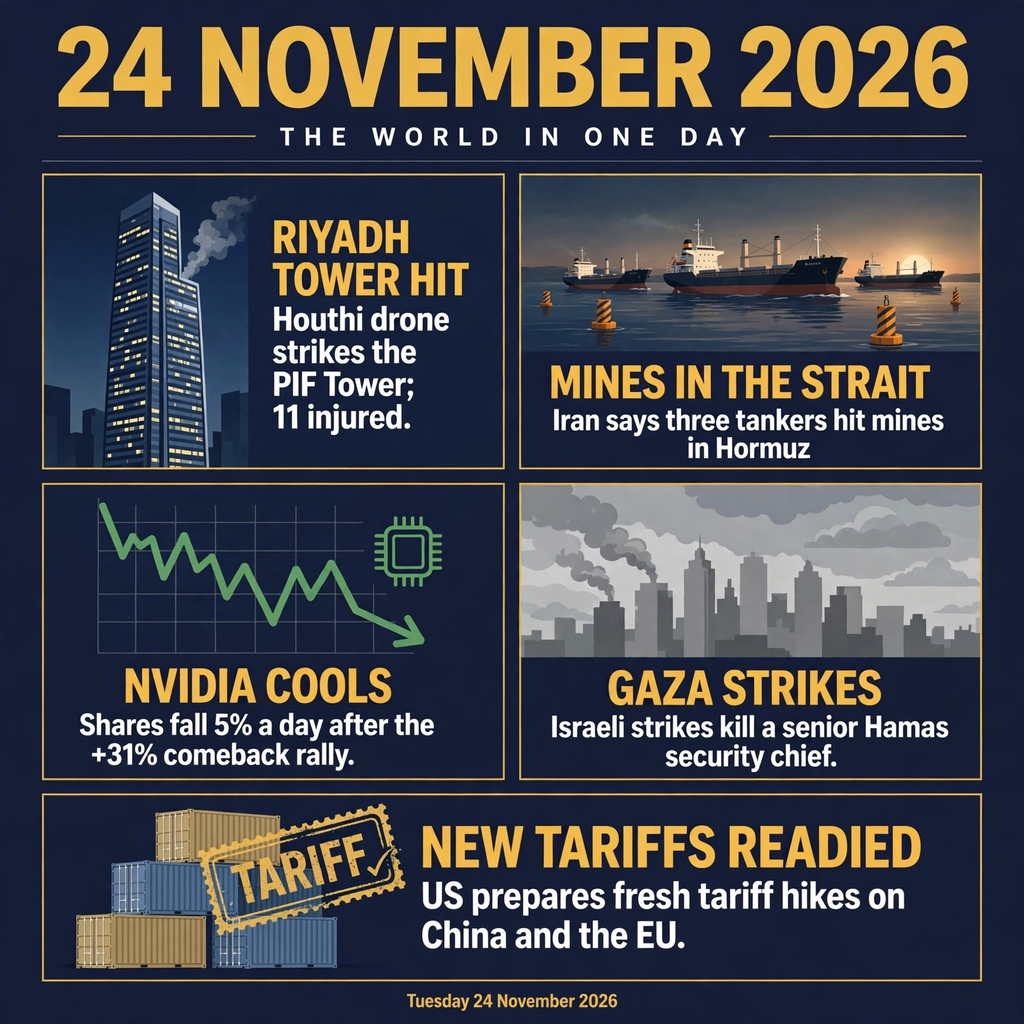 24 NOVEMBER 2026
THE WORLD IN ONE DAY
RIYADH
TOWER HIT
Houthi drone
strikes the
PIF Tower;
11 injured.
MINES IN THE STRAIT
Iran says three tankers hit mines
in Hormuz
NVIDIA COOLS
Shares fall 5% a day after the
+31% comeback rally.
GAZA STRIKES
Israeli strikes kill a senior Hamas
security chief.
TARIFF
NEW TARIFFS READIED
US prepares fresh tariff hikes on
China and the EU.
Tuesday 24 November 2026